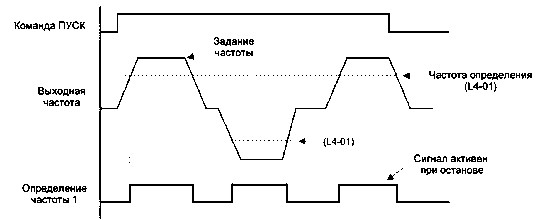 Команда ПУСК
Задание
частоты
Частота определения
(L4-01)
Выходная
частота
(L4-01)
Сигнал активен
при останове
Определение
частоты 1